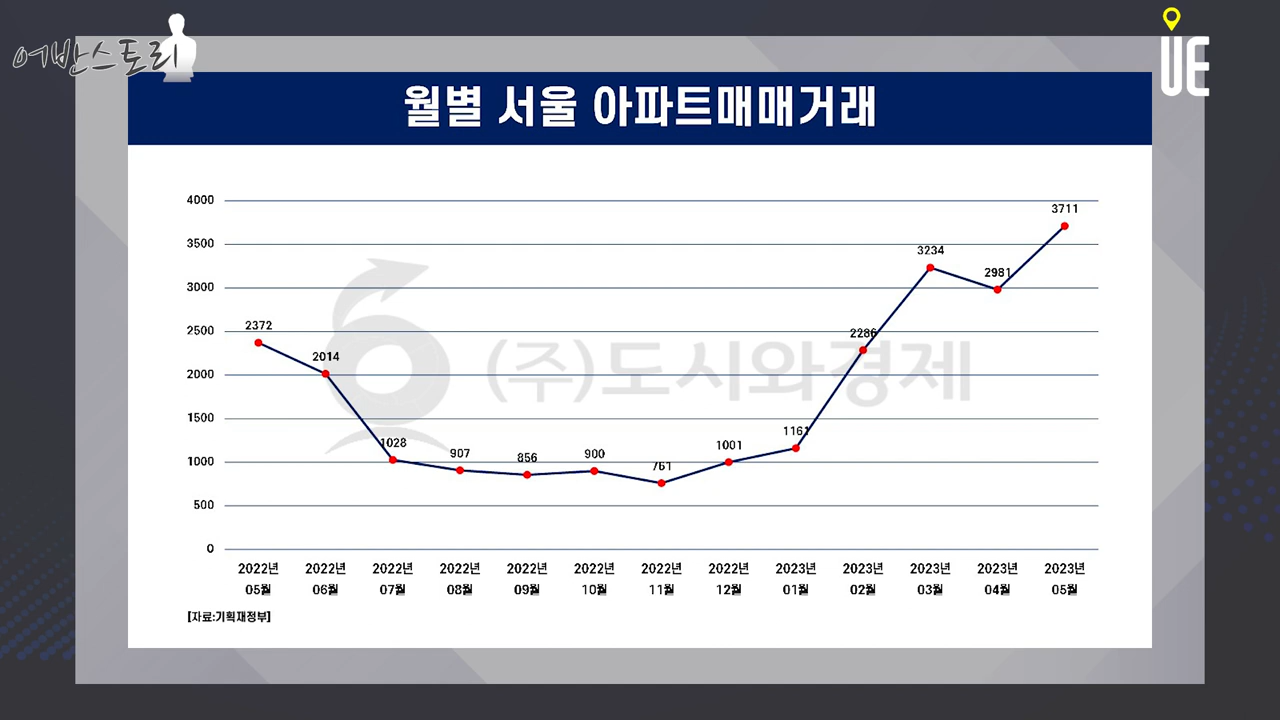 어반스토리
UE
월별 서울 아파트매매거래
4000
3500
3000
2500
2000
1500
1000
500
0
2372
2014
1028
907
856
900
761
1001
1161
2286
3234
2981
3711
(주)도시와경제
2022년 05월
2022년 06월
2022년 07월
2022년 08월
2022년 09월
2022년 10월
2022년 11월
2022년 12월
2023년 01월
2023년 02월
2023년 03월
2023년 04월
2023년 05월
[자료:기획재정부]